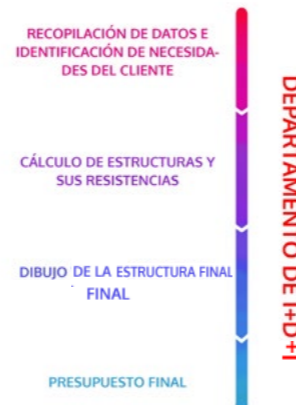 RECOPILACIÓN DE DATOS E
IDENTIFICACIÓN DE NECESIDA-
DES DEL CLIENTE
CÁLCULO DE ESTRUCTURAS Y
SUS RESISTENCIAS
DIBUJO DE LA ESTRUCTURA FINAL
FINAL
PRESUPUESTO FINAL
DEPARTAMENTO DE I+D+I